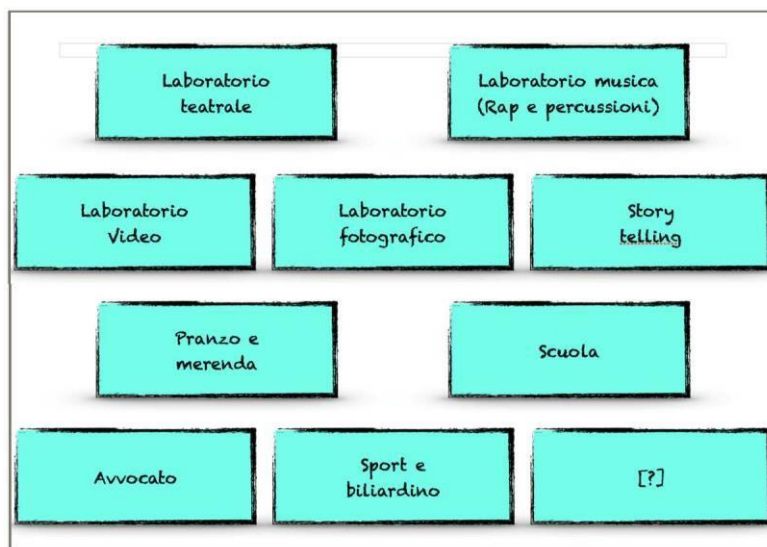 Laboratorio
teatrale
Laboratorio musica
(Rap e percussioni)
Laboratorio
Video
Laboratorio
fotografico
Story
telling
Pranzo e
merenda
Scuola
Avvocato
Sport e
biliardino
[?]